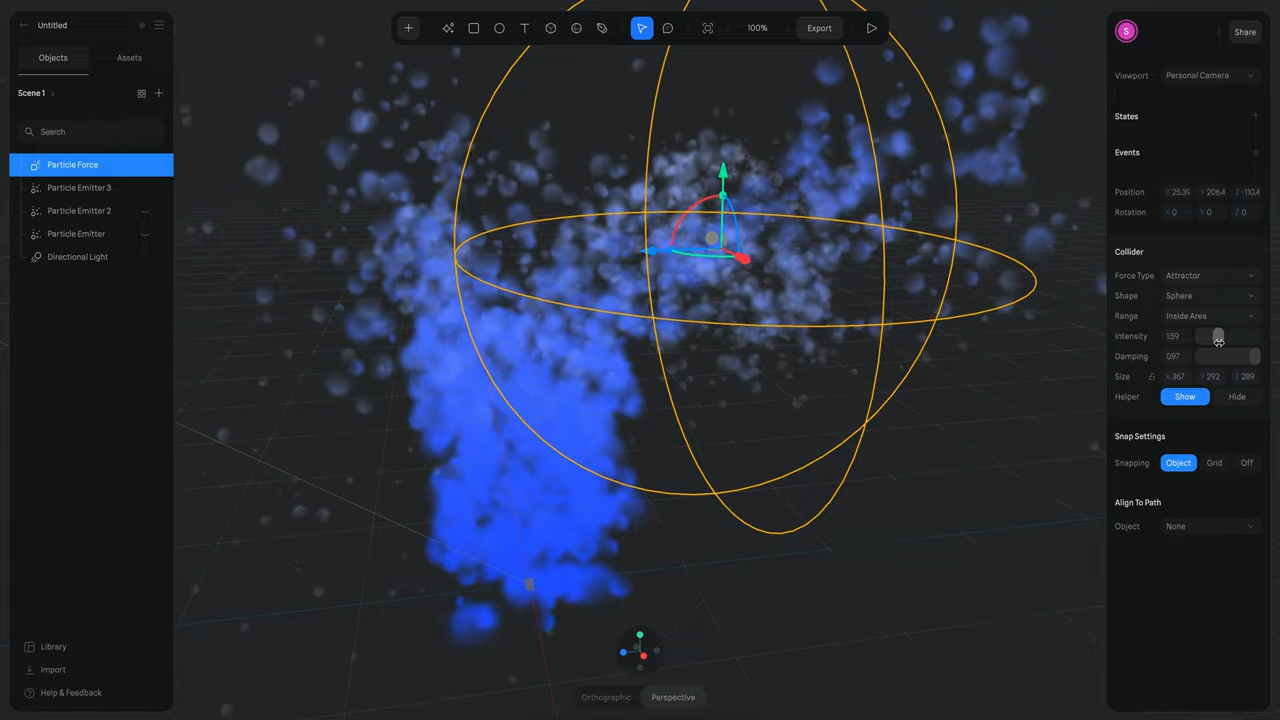 Untitled
Objects Assets
Scene 1
Search
Particle Force
Particle Emitter 3
Particle Emitter 2
Particle Emitter
Directional Light
Library
Import
Help & Feedback
T 100% Export
Orthographic Perspective
S Share
Viewport Personal Camera
States
Events
Position X 25.39 Y 206.4 Z -110.4
Rotation X 0 Y 0 Z 0
Collider
Force Type Attractor
Shape Sphere
Range Inside Area
Intensity 1.59
Damping 0.97
Size X 367 Y 292 Z 289
Helper Show Hide
Snap Settings
Snapping Object Grid Off
Align To Path
Object None